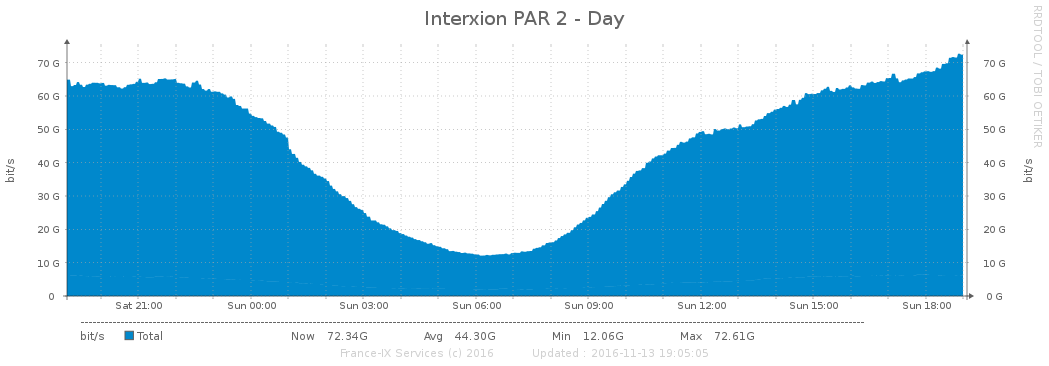 Interxion PAR 2 - Day
RRDTOOL / TOBI OETIKER
bit/s
bit/s
70 G 70 G
60 G 60 G
50 G 50 G
40 G 40 G
30 G 30 G
20 G 20 G
10 G 10 G
0 0 G
Sat 21:00 Sun 00:00 Sun 03:00 Sun 06:00 Sun 09:00 Sun 12:00 Sun 15:00 Sun 18:00
bit/s Total Now 72.34G Avg 44.30G Min 12.06G Max 72.61G
France-IX Services (c) 2016 Updated : 2016-11-13 19:05:05